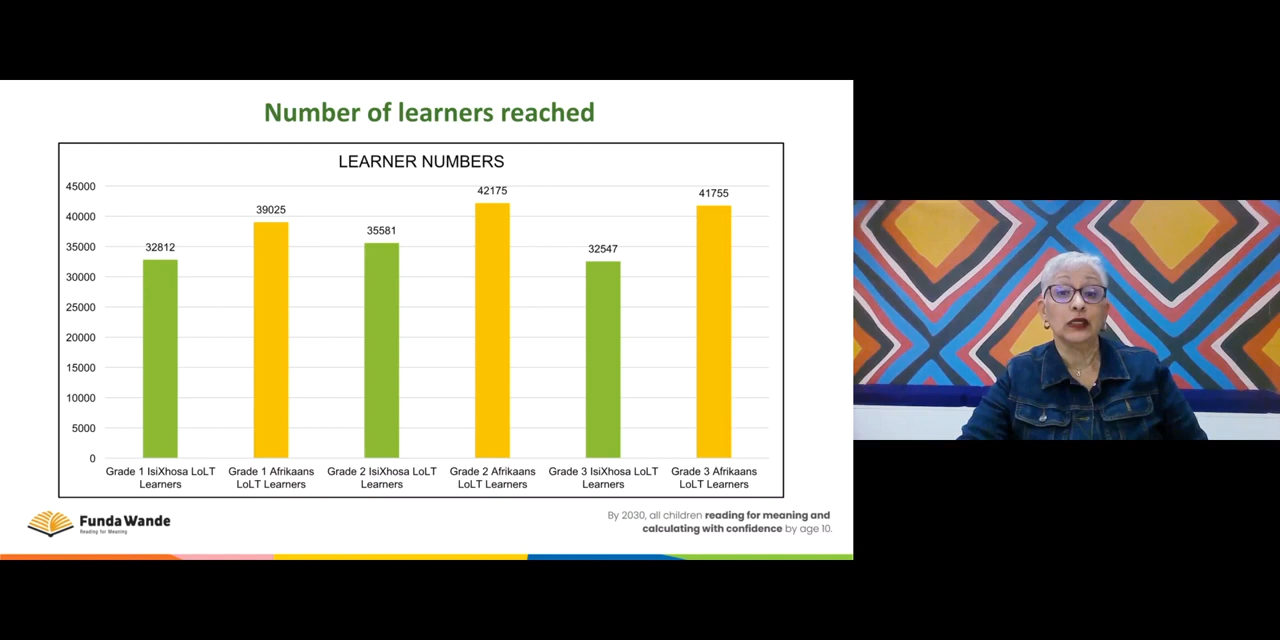 Number of learners reached
LEARNER NUMBERS
45000
40000
35000
30000
25000
20000
15000
10000
5000
0
32812
39025
35581
42175
32547
41755
Grade 1 IsiXhosa LoLT
Learners
Grade 1 Afrikaans
LoLT Learners
Grade 2 IsiXhosa LoLT
Learners
Grade 2 Afrikaans
LoLT Learners
Grade 3 IsiXhosa LoLT
Learners
Grade 3 Afrikaans
LoLT Learners
Funda Wande
Reading for Meaning
By 2030, all children reading for meaning and
calculating with confidence by age 10.